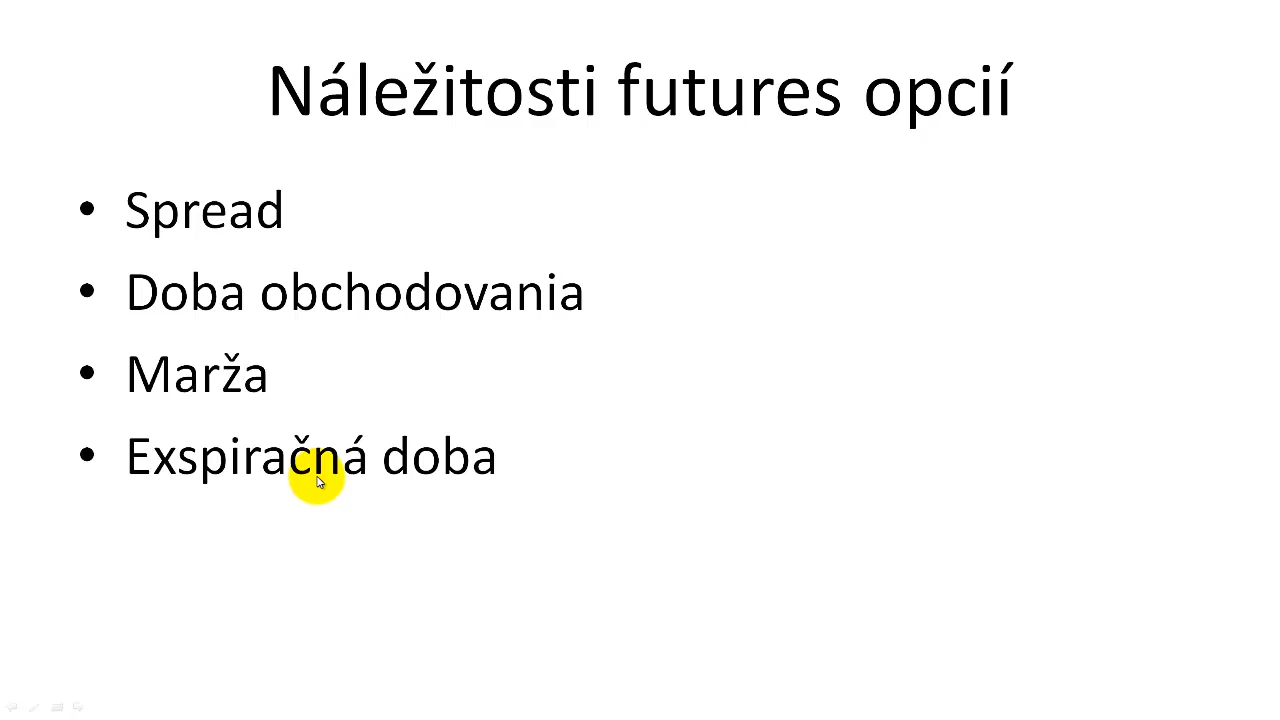 Náležitosti futures opcií
• Spread
• Doba obchodovania
• Marža
• Exspiračná doba